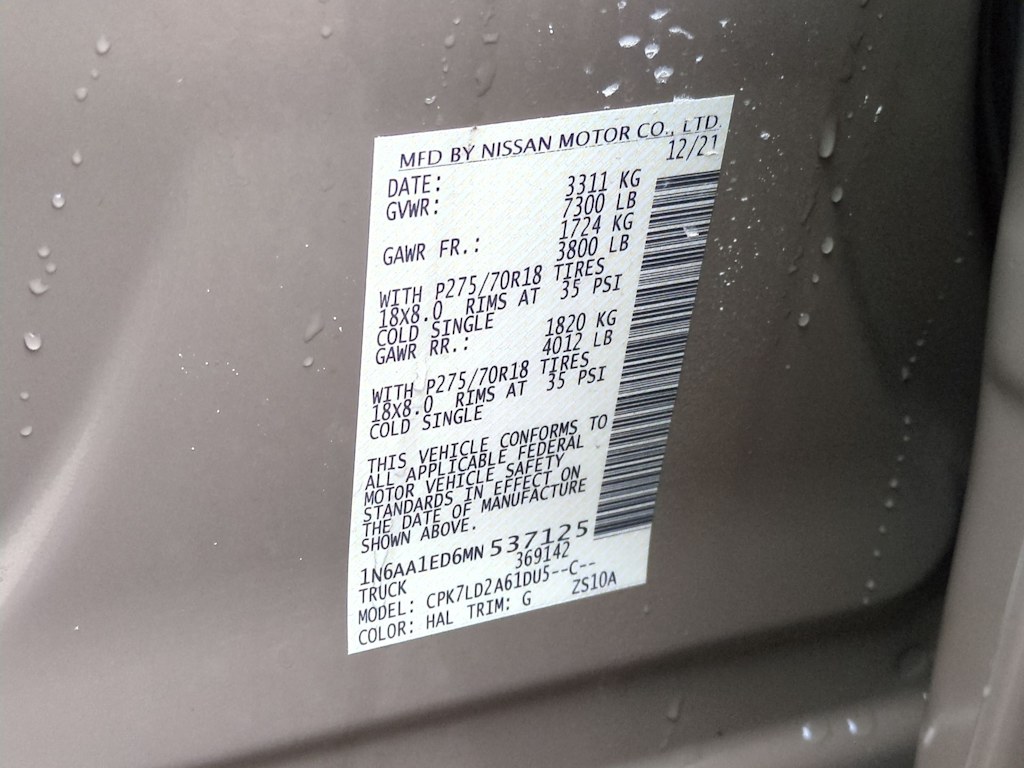 MFD BY NISSAN MOTOR CO., LTD.
DATE: 12/21
GVWR: 3311 KG
7300 LB
GAWR FR.: 1724 KG
3800 LB
WITH P275/70R18 TIRES
18X8.0 RIMS AT 35 PSI
COLD SINGLE
GAWR RR.: 1820 KG
4012 LB
WITH P275/70R18 TIRES
18X8.0 RIMS AT 35 PSI
COLD SINGLE
THIS VEHICLE CONFORMS TO
ALL APPLICABLE FEDERAL
MOTOR VEHICLE SAFETY
STANDARDS IN EFFECT ON
THE DATE OF MANUFACTURE
SHOWN ABOVE.
1N6AA1ED6MN537125
TRUCK 369142
MODEL: CPK7LD2A61DU5--C--
COLOR: HAL TRIM: G ZS10A